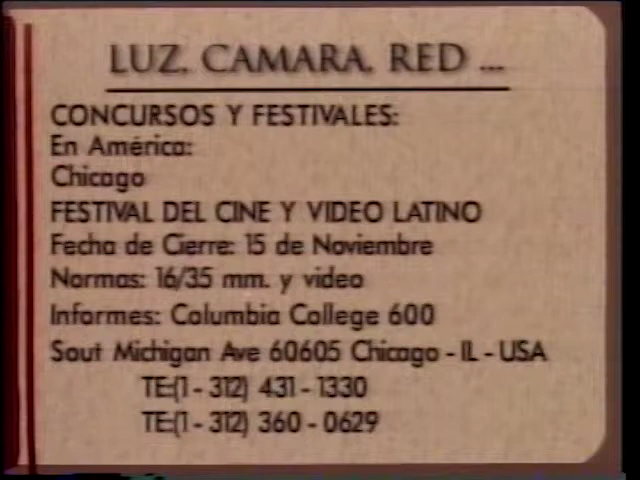 LUZ, CAMARA, RED ...
CONCURSOS Y FESTIVALES:
En América:
Chicago
FESTIVAL DEL CINE Y VIDEO LATINO
Fecha de Cierre: 15 de Noviembre
Normas: 16/35 mm. y video
Informes: Columbia College 600
Sout Michigan Ave 60605 Chicago - IL - USA
TE:(1 - 312) 431 - 1330
TE:(1 - 312) 360 - 0629